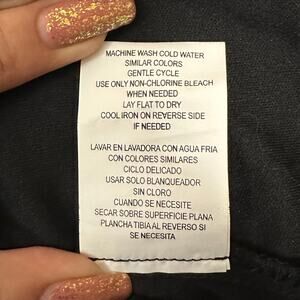 MACHINE WASH COLD WATER
SIMILAR COLORS
GENTLE CYCLE
USE ONLY NON-CHLORINE BLEACH
WHEN NEEDED
LAY FLAT TO DRY
COOL IRON ON REVERSE SIDE
IF NEEDED
LAVAR EN LAVADORA CON AGUA FRIA
CON COLORES SIMILARES
CICLO DELICADO
USAR SOLO BLANQUEADOR
SIN CLORO
CUANDO SE NECESITE
SECAR SOBRE SUPERFICIE PLANA
PLANCHA TIBIA AL REVERSO SI
SE NECESITA